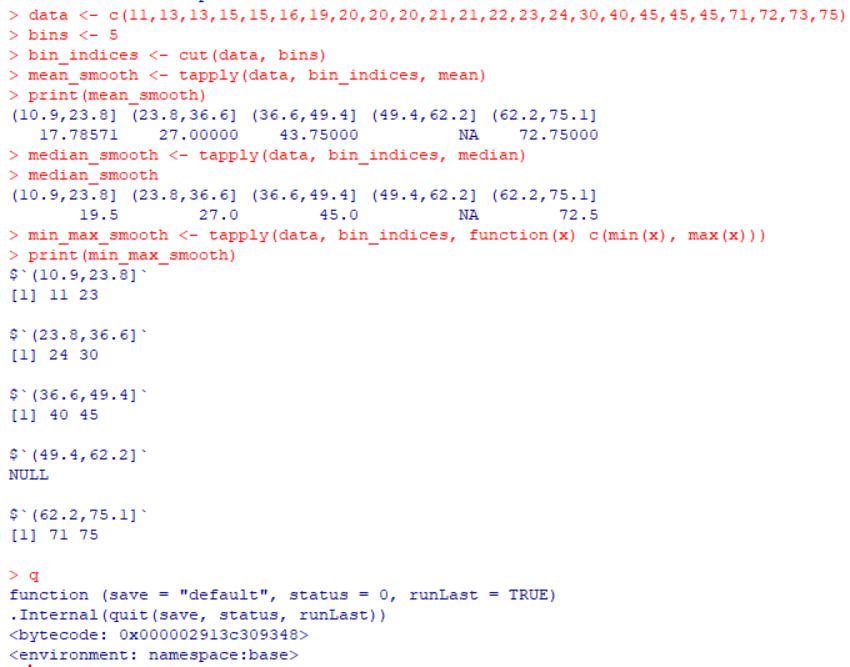 > data <- c(11,13,13,15,15,16,19,20,20,20,21,21,22,23,24,30,40,45,45,45,71,72,73,75)
> bins <- 5
> bin_indices <- cut(data, bins)
> mean_smooth <- tapply(data, bin_indices, mean)
> print(mean_smooth)
(10.9,23.8] (23.8,36.6] (36.6,49.4] (49.4,62.2] (62.2,75.1]
17.78571 27.00000 43.75000 NA 72.75000
> median_smooth <- tapply(data, bin_indices, median)
> median_smooth
(10.9,23.8] (23.8,36.6] (36.6,49.4] (49.4,62.2] (62.2,75.1]
19.5 27.0 45.0 NA 72.5
> min_max_smooth <- tapply(data, bin_indices, function(x) c(min(x), max(x)))
> print(min_max_smooth)
$`(10.9,23.8]`
[1] 11 23

$`(23.8,36.6]`
[1] 24 30

$`(36.6,49.4]`
[1] 40 45

$`(49.4,62.2]`
NULL

$`(62.2,75.1]`
[1] 71 75

> q
function (save = "default", status = 0, runLast = TRUE)
.Internal(quit(save, status, runLast))
<bytecode: 0x000002913c309348>
<environment: namespace:base>